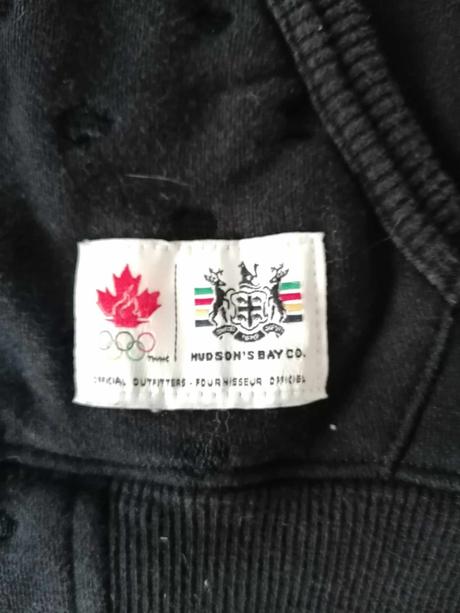 HUDSON'S BAY CO.
OFFICIAL OUTFITTERS - FOURNISSEUR OFFICIEL